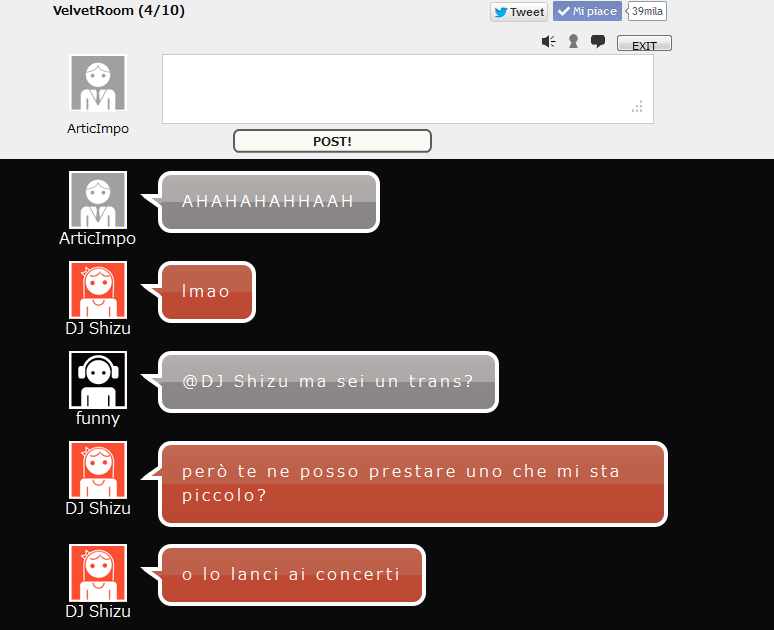 VelvetRoom (4/10)
Tweet
Mi piace
39mila
EXIT
ArticImpo
POST!
AHAHAHAHHAAH
ArticImpo
lmao
DJ Shizu
@DJ Shizu ma sei un trans?
funny
però te ne posso prestare uno che mi sta
piccolo?
DJ Shizu
o lo lanci ai concerti
DJ Shizu